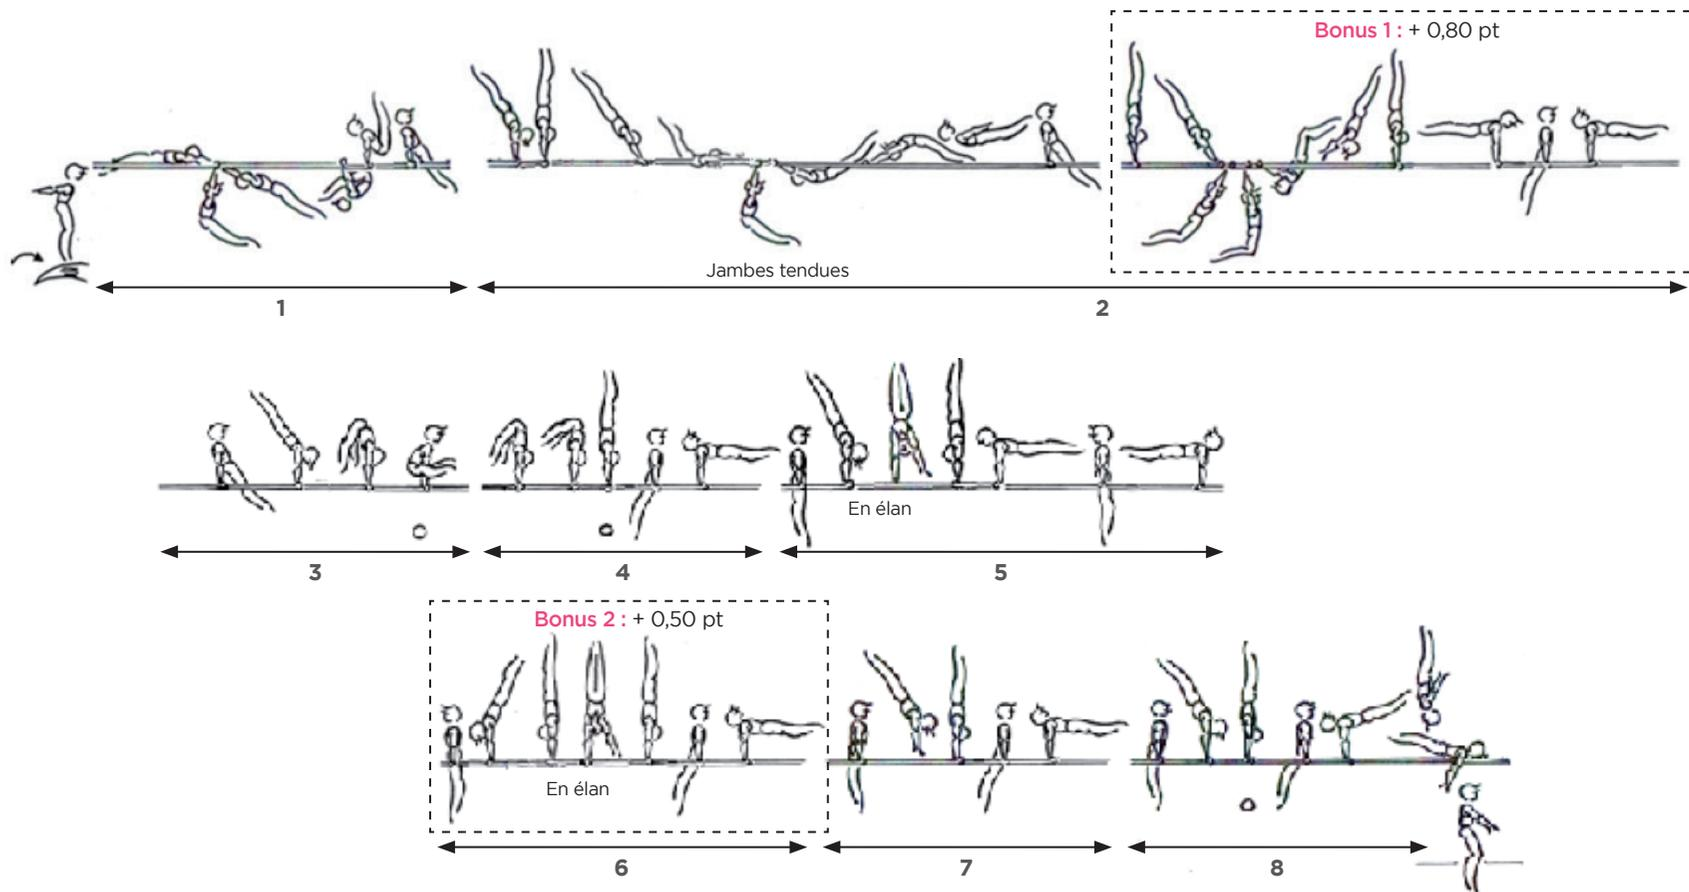 Bonus 1 : + 0,80 pt
Jambes tendues
1
2
En élan
3
4
5
Bonus 2 : + 0,50 pt
En élan
6
7
8